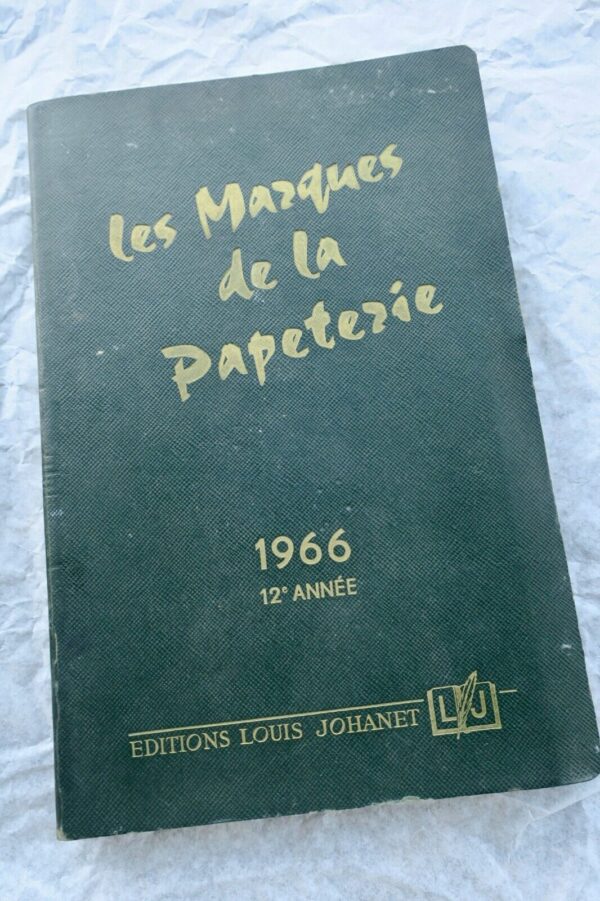 les Marques
de la
Papeterie
1966
12e ANNÉE
EDITIONS LOUIS JOHANET
LJ